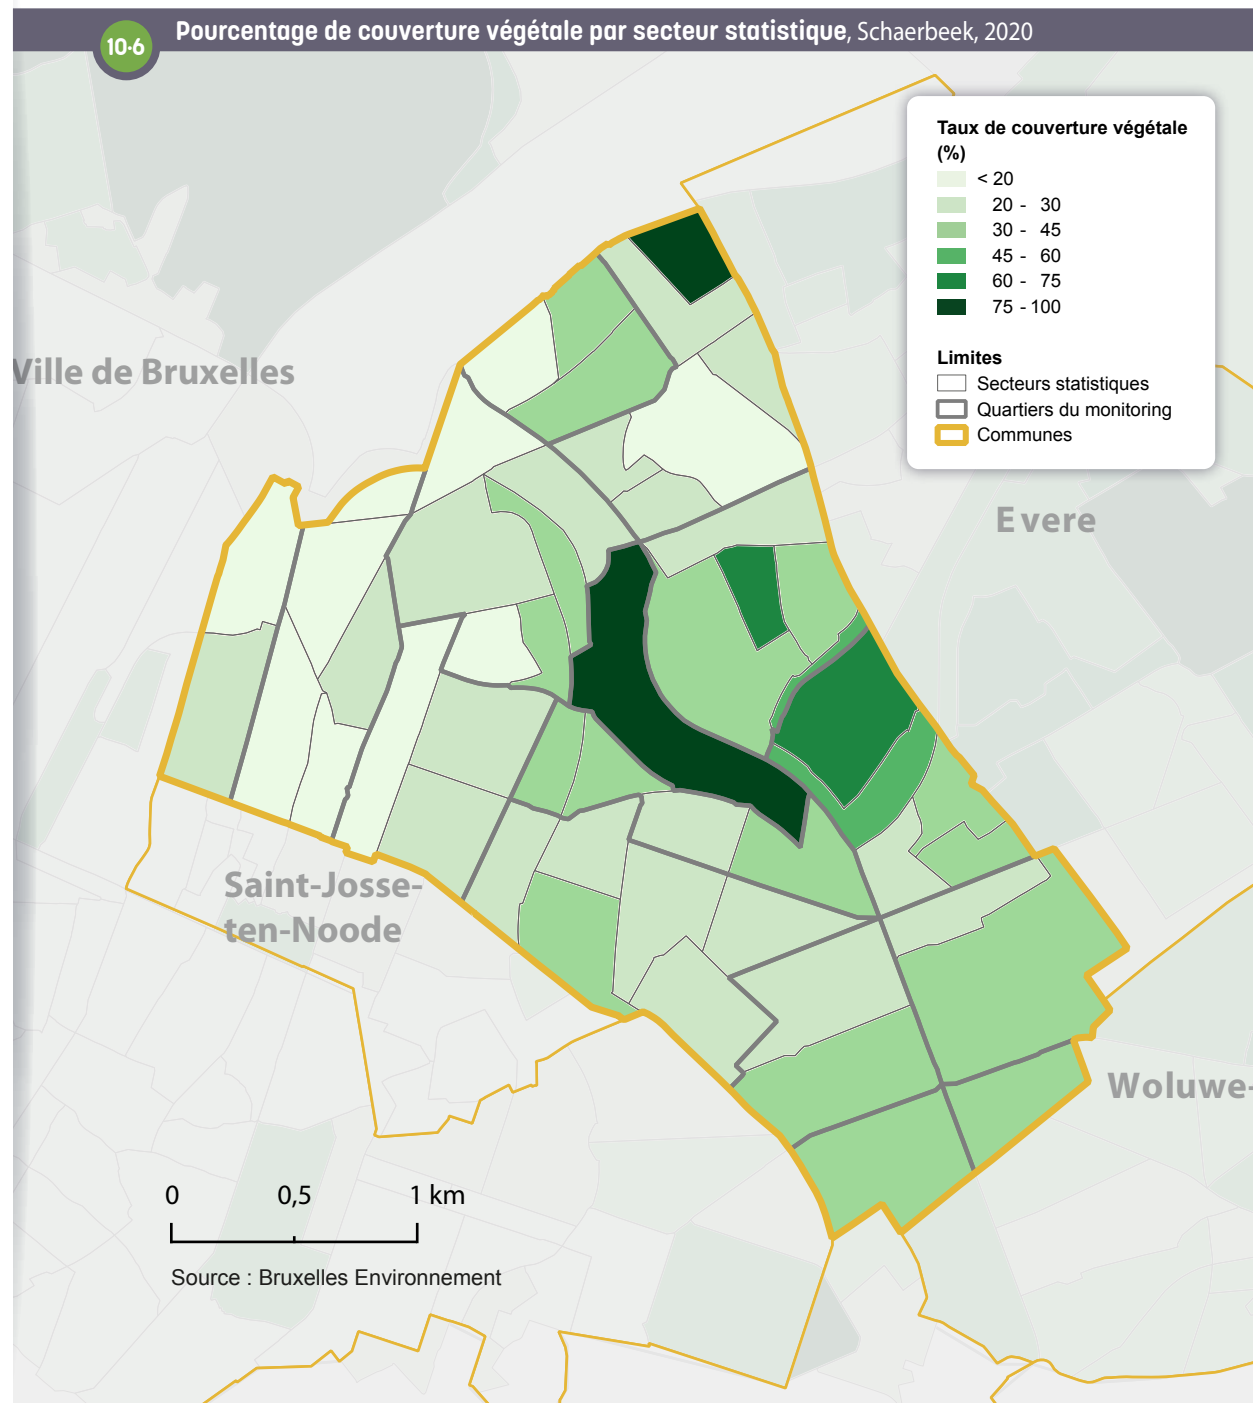 10·6
Pourcentage de couverture végétale par secteur statistique, Schaerbeek, 2020
Taux de couverture végétale
(%)
< 20
20 - 30
30 - 45
45 - 60
60 - 75
75 - 100
Limites
Secteurs statistiques
Quartiers du monitoring
Communes
Ville de Bruxelles
Evere
Saint-Josse-
ten-Noode
Woluwe-
0 0,5 1 km
Source : Bruxelles Environnement